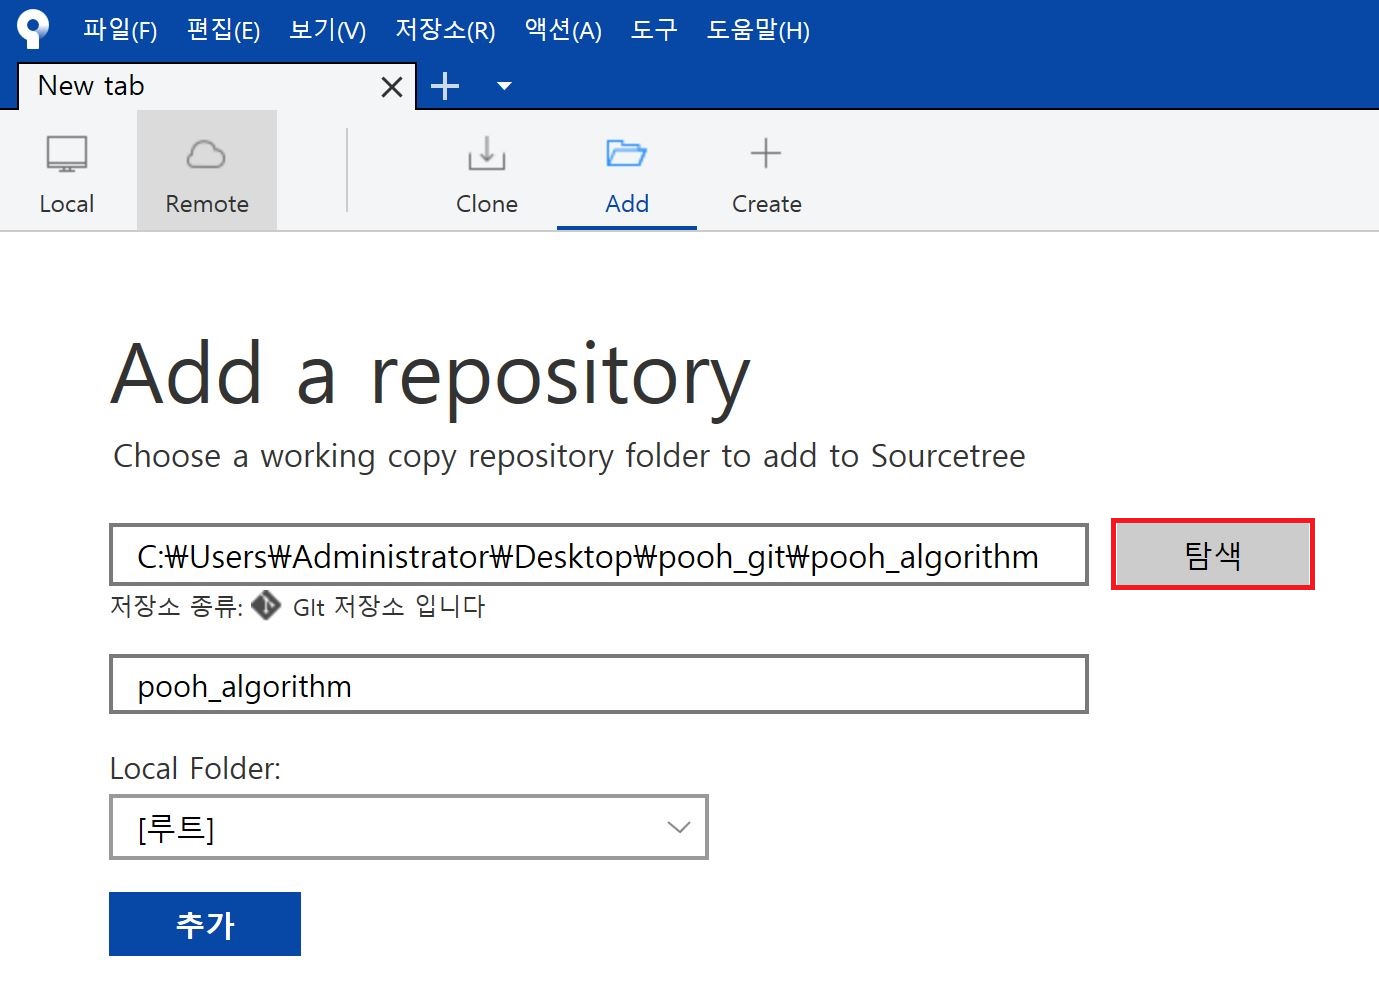 파일(F) 편집(E) 보기(V) 저장소(R) 액션(A) 도구 도움말(H)
New tab
Local Remote Clone Add Create
Add a repository
Choose a working copy repository folder to add to Sourcetree
C:₩Users₩Administrator₩Desktop₩pooh_git₩pooh_algorithm 탐색
저장소 종류: GIt 저장소 입니다
pooh_algorithm
Local Folder:
[루트]
추가